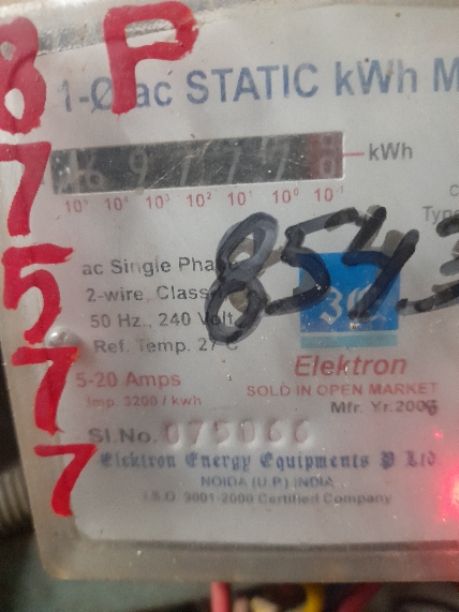 8 P
7
5
7
7
1-Ø ac STATIC kWh M
kWh
10⁵ 10⁴ 10³ 10² 10¹ 10⁰ 10⁻¹
8543
ac Single Pha
2-wire, Class
50 Hz., 240 Volt
Ref. Temp. 27°C
5-20 Amps
Imp. 3200 / kwh
Elektron
SOLD IN OPEN MARKET
Mfr. Yr.2006
Sl.No.
Elektron Energy Equipments P Ltd
NOIDA (U.P.) INDIA
I.S.O. 9001-2000 Certified Company